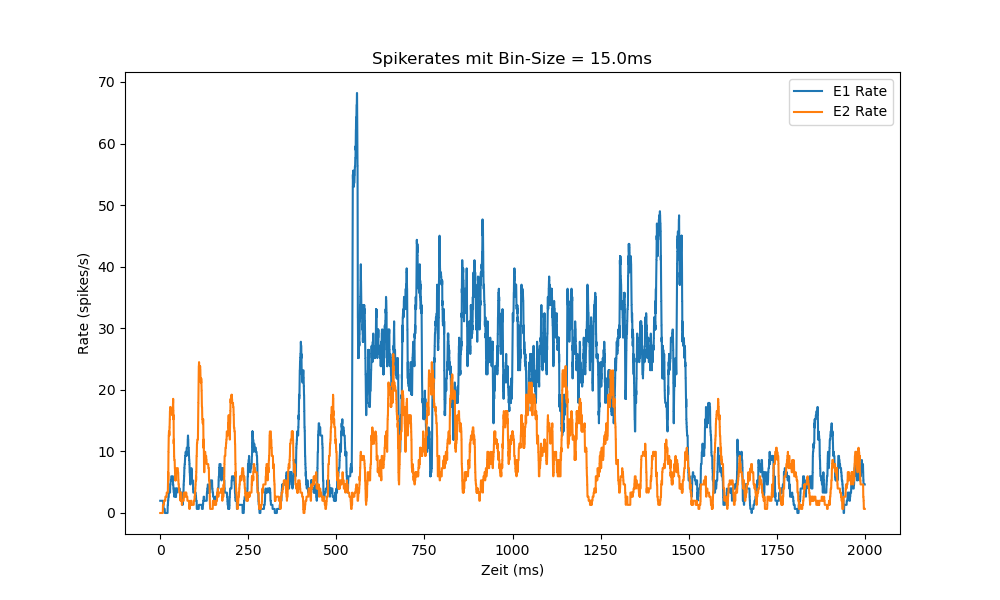 Spikerates mit Bin-Size = 15.0ms
E1 Rate
E2 Rate
70
60
50
40
30
20
10
0
Rate (spikes/s)
0 250 500 750 1000 1250 1500 1750 2000
Zeit (ms)